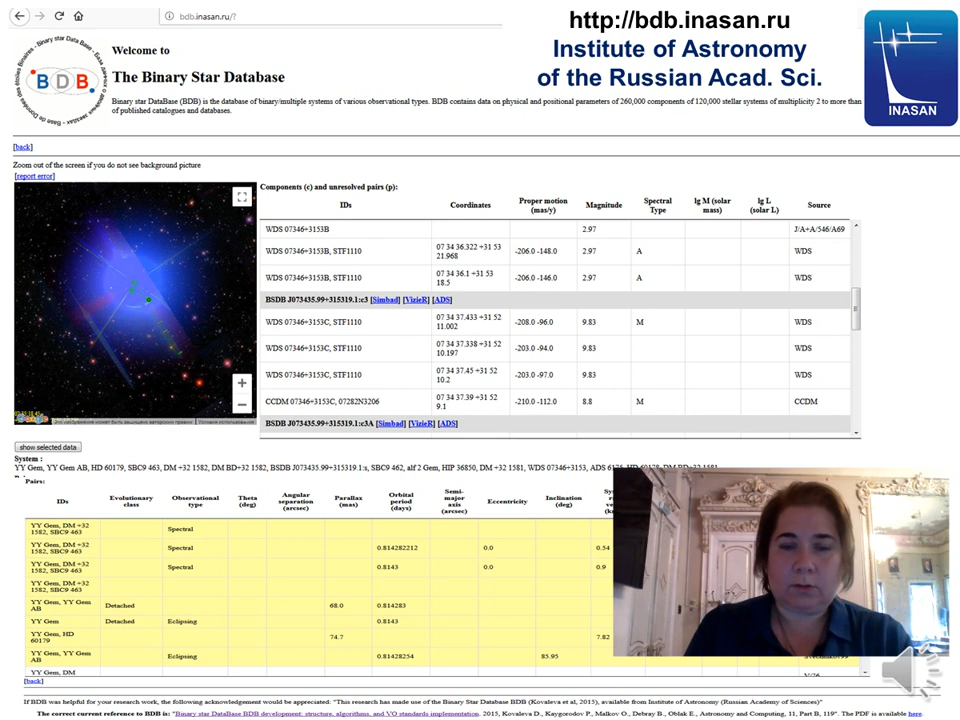 bdb.inasan.ru/?
http://bdb.inasan.ru
Institute of Astronomy
of the Russian Acad. Sci.
INASAN
BDB
Welcome to
The Binary Star Database
Binary star DataBase (BDB) is the database of binary/multiple systems of various observational types. BDB contains data on physical and positional parameters of 260,000 components of 120,000 stellar systems of multiplicity 2 to more than
of published catalogues and databases.
[back]
Zoom out of the screen if you do not see background picture
[report error]
Components (c) and unresolved pairs (p):
IDs Coordinates Proper motion (mas/y) Magnitude Spectral Type lg M (solar mass) lg L (solar L) Source
WDS 07346+3153B 2.97 J/A+A/546/A69
WDS 07346+3153B, STF1110 07 34 36.322 +31 53 21.968 -206.0 -148.0 2.97 A WDS
WDS 07346+3153B, STF1110 07 34 36.1 +31 53 18.5 -206.0 -146.0 2.97 A WDS
BSDB J073435.99+315319.1:c3 [Simbad] [VizieR] [ADS]
WDS 07346+3153C, STF1110 07 34 37.433 +31 52 11.002 -208.0 -96.0 9.83 M WDS
WDS 07346+3153C, STF1110 07 34 37.338 +31 52 10.197 -203.0 -94.0 9.83 WDS
WDS 07346+3153C, STF1110 07 34 37.45 +31 52 10.2 -203.0 -97.0 9.83 WDS
CCDM 07346+3153C, 07282N3206 07 34 37.39 +31 52 9.1 -210.0 -112.0 8.8 M CCDM
BSDB J073435.99+315319.1:c3A [Simbad] [VizieR] [ADS]
show selected data
System :
YY Gem, YY Gem AB, HD 60179, SBC9 463, DM +32 1582, DM BD+32 1582, BSDB J073435.99+315319.1:s, SBC9 462, alf 2 Gem, HIP 36850, DM +32 1581, WDS 07346+3153, ADS
Pairs:
IDs Evolutionary class Observational type Theta (deg) Angular separation (arcsec) Parallax (mas) Orbital period (days) Semi-major axis (arcsec) Eccentricity Inclination (deg)
YY Gem, DM +32 1582, SBC9 463 Spectral
YY Gem, DM +32 1582, SBC9 463 Spectral 0.814282212 0.0 0.54
YY Gem, DM +32 1582, SBC9 463 Spectral 0.8143 0.0 0.9
YY Gem, DM +32 1582, SBC9 463
YY Gem, YY Gem AB Detached 68.0 0.814283
YY Gem Detached Eclipsing 0.8143
YY Gem, HD 60179 74.7 7.82
YY Gem, YY Gem AB Eclipsing 0.81428254 85.95
YY Gem, DM
[back]
If BDB was helpful for your research work, the following acknowledgement would be appreciated: "This research has made use of the Binary Star DataBase BDB (Kovaleva et al, 2015), available from Institute of Astronomy (Russian Academy of Sciences)"
The correct current reference to BDB is: "Binary star DataBase BDB development: structure, algorithms, and VO standards implementation. 2015, Kovaleva D., Kaygorodov P., Malkov O., Debray B., Oblak E., Astronomy and Computing, 11, Part B, 119". The PDF is available here.